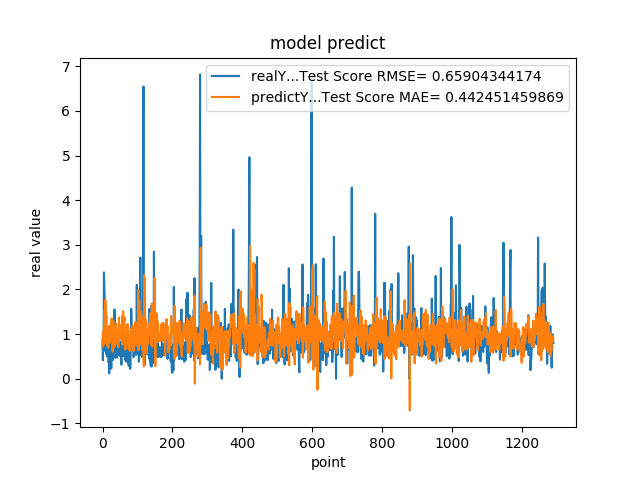 model predict
realY...Test Score RMSE= 0.65904344174
predictY...Test Score MAE= 0.442451459869
real value
7
6
5
4
3
2
1
0
−1
0 200 400 600 800 1000 1200
point